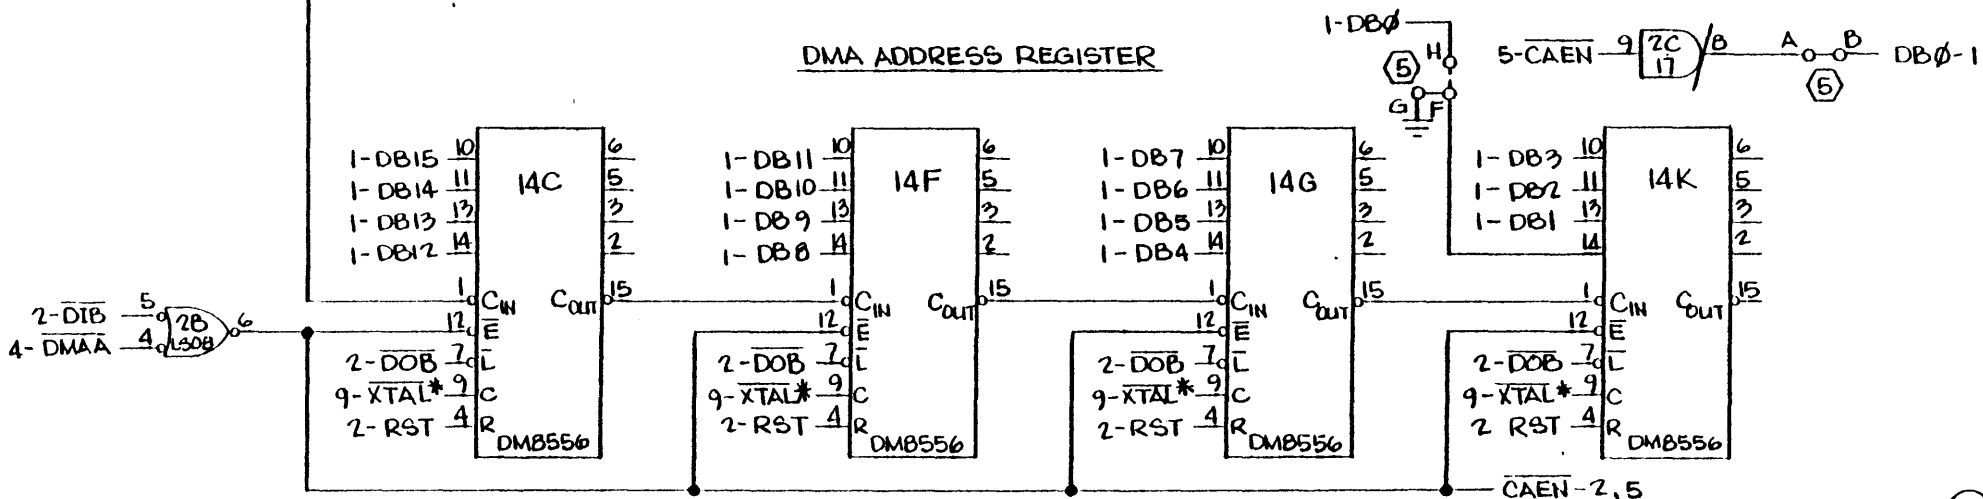 DMA ADDRESS REGISTER
1-DBØ
H
5
G F
5-CAEN 9 2C 17 8 A B DBØ-1
5
1-DB15 10 6
1-DB14 11 14C 5
1-DB13 13 3
1-DB12 14 2
1 CIN COUT 15
12 E
2-DOB 7 L
9-XTAL* 9 C
2-RST 4 R
DM8556
1-DB11 10 6
1-DB10 11 14F 5
1-DB9 13 3
1-DB8 14 2
1 CIN COUT 15
12 E
2-DOB 7 L
9-XTAL* 9 C
2-RST 4 R
DM8556
1-DB7 10 6
1-DB6 11 14G 5
1-DB5 13 3
1-DB4 14 2
1 CIN COUT 15
12 E
2-DOB 7 L
9-XTAL* 9 C
2-RST 4 R
DM8556
1-DB3 10 6
1-DB2 11 14K 5
1-DB1 13 3
14 2
1 CIN COUT 15
12 E
2-DOB 7 L
9-XTAL* 9 C
2 RST 4 R
DM8556
2-DIB 5 2B 6
4-DMAA 4 LS08
CAEN-2,5